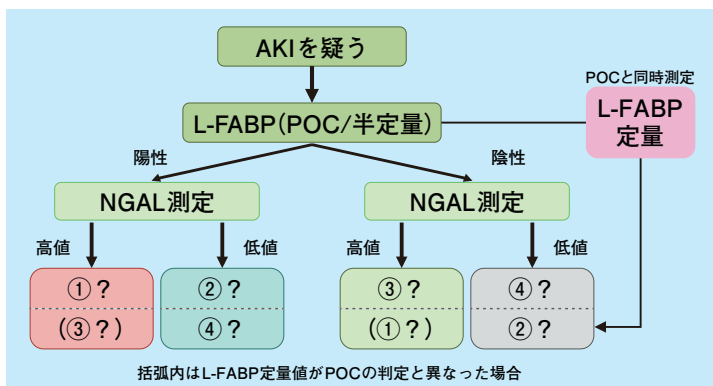 AKIを疑う
POCと同時測定
L-FABP(POC/半定量)
L-FABP
定量
陽性
陰性
NGAL測定
NGAL測定
高値
低値
高値
低値
①？
②？
③？
④？
(③？)
④？
(①？)
②？
括弧内はL-FABP定量値がPOCの判定と異なった場合